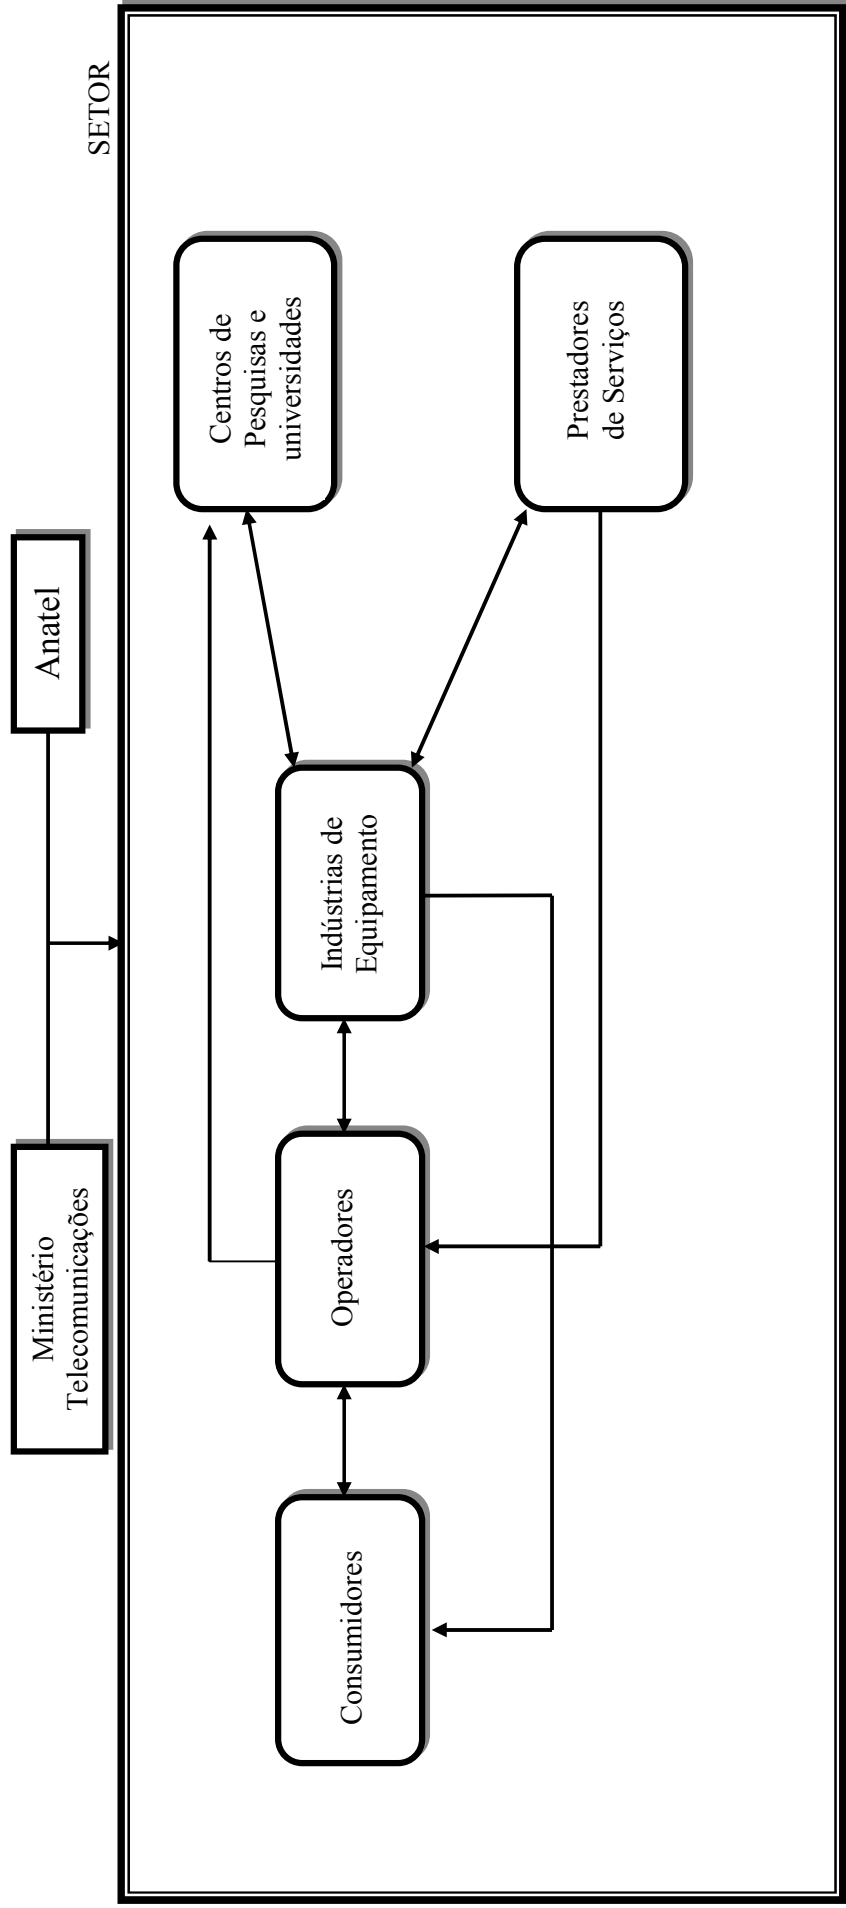 Ministério
Telecomunicações
Anatel
SETOR
Consumidores
Operadores
Indústrias de
Equipamento
Centros de
Pesquisas e
universidades
Prestadores
de Serviços